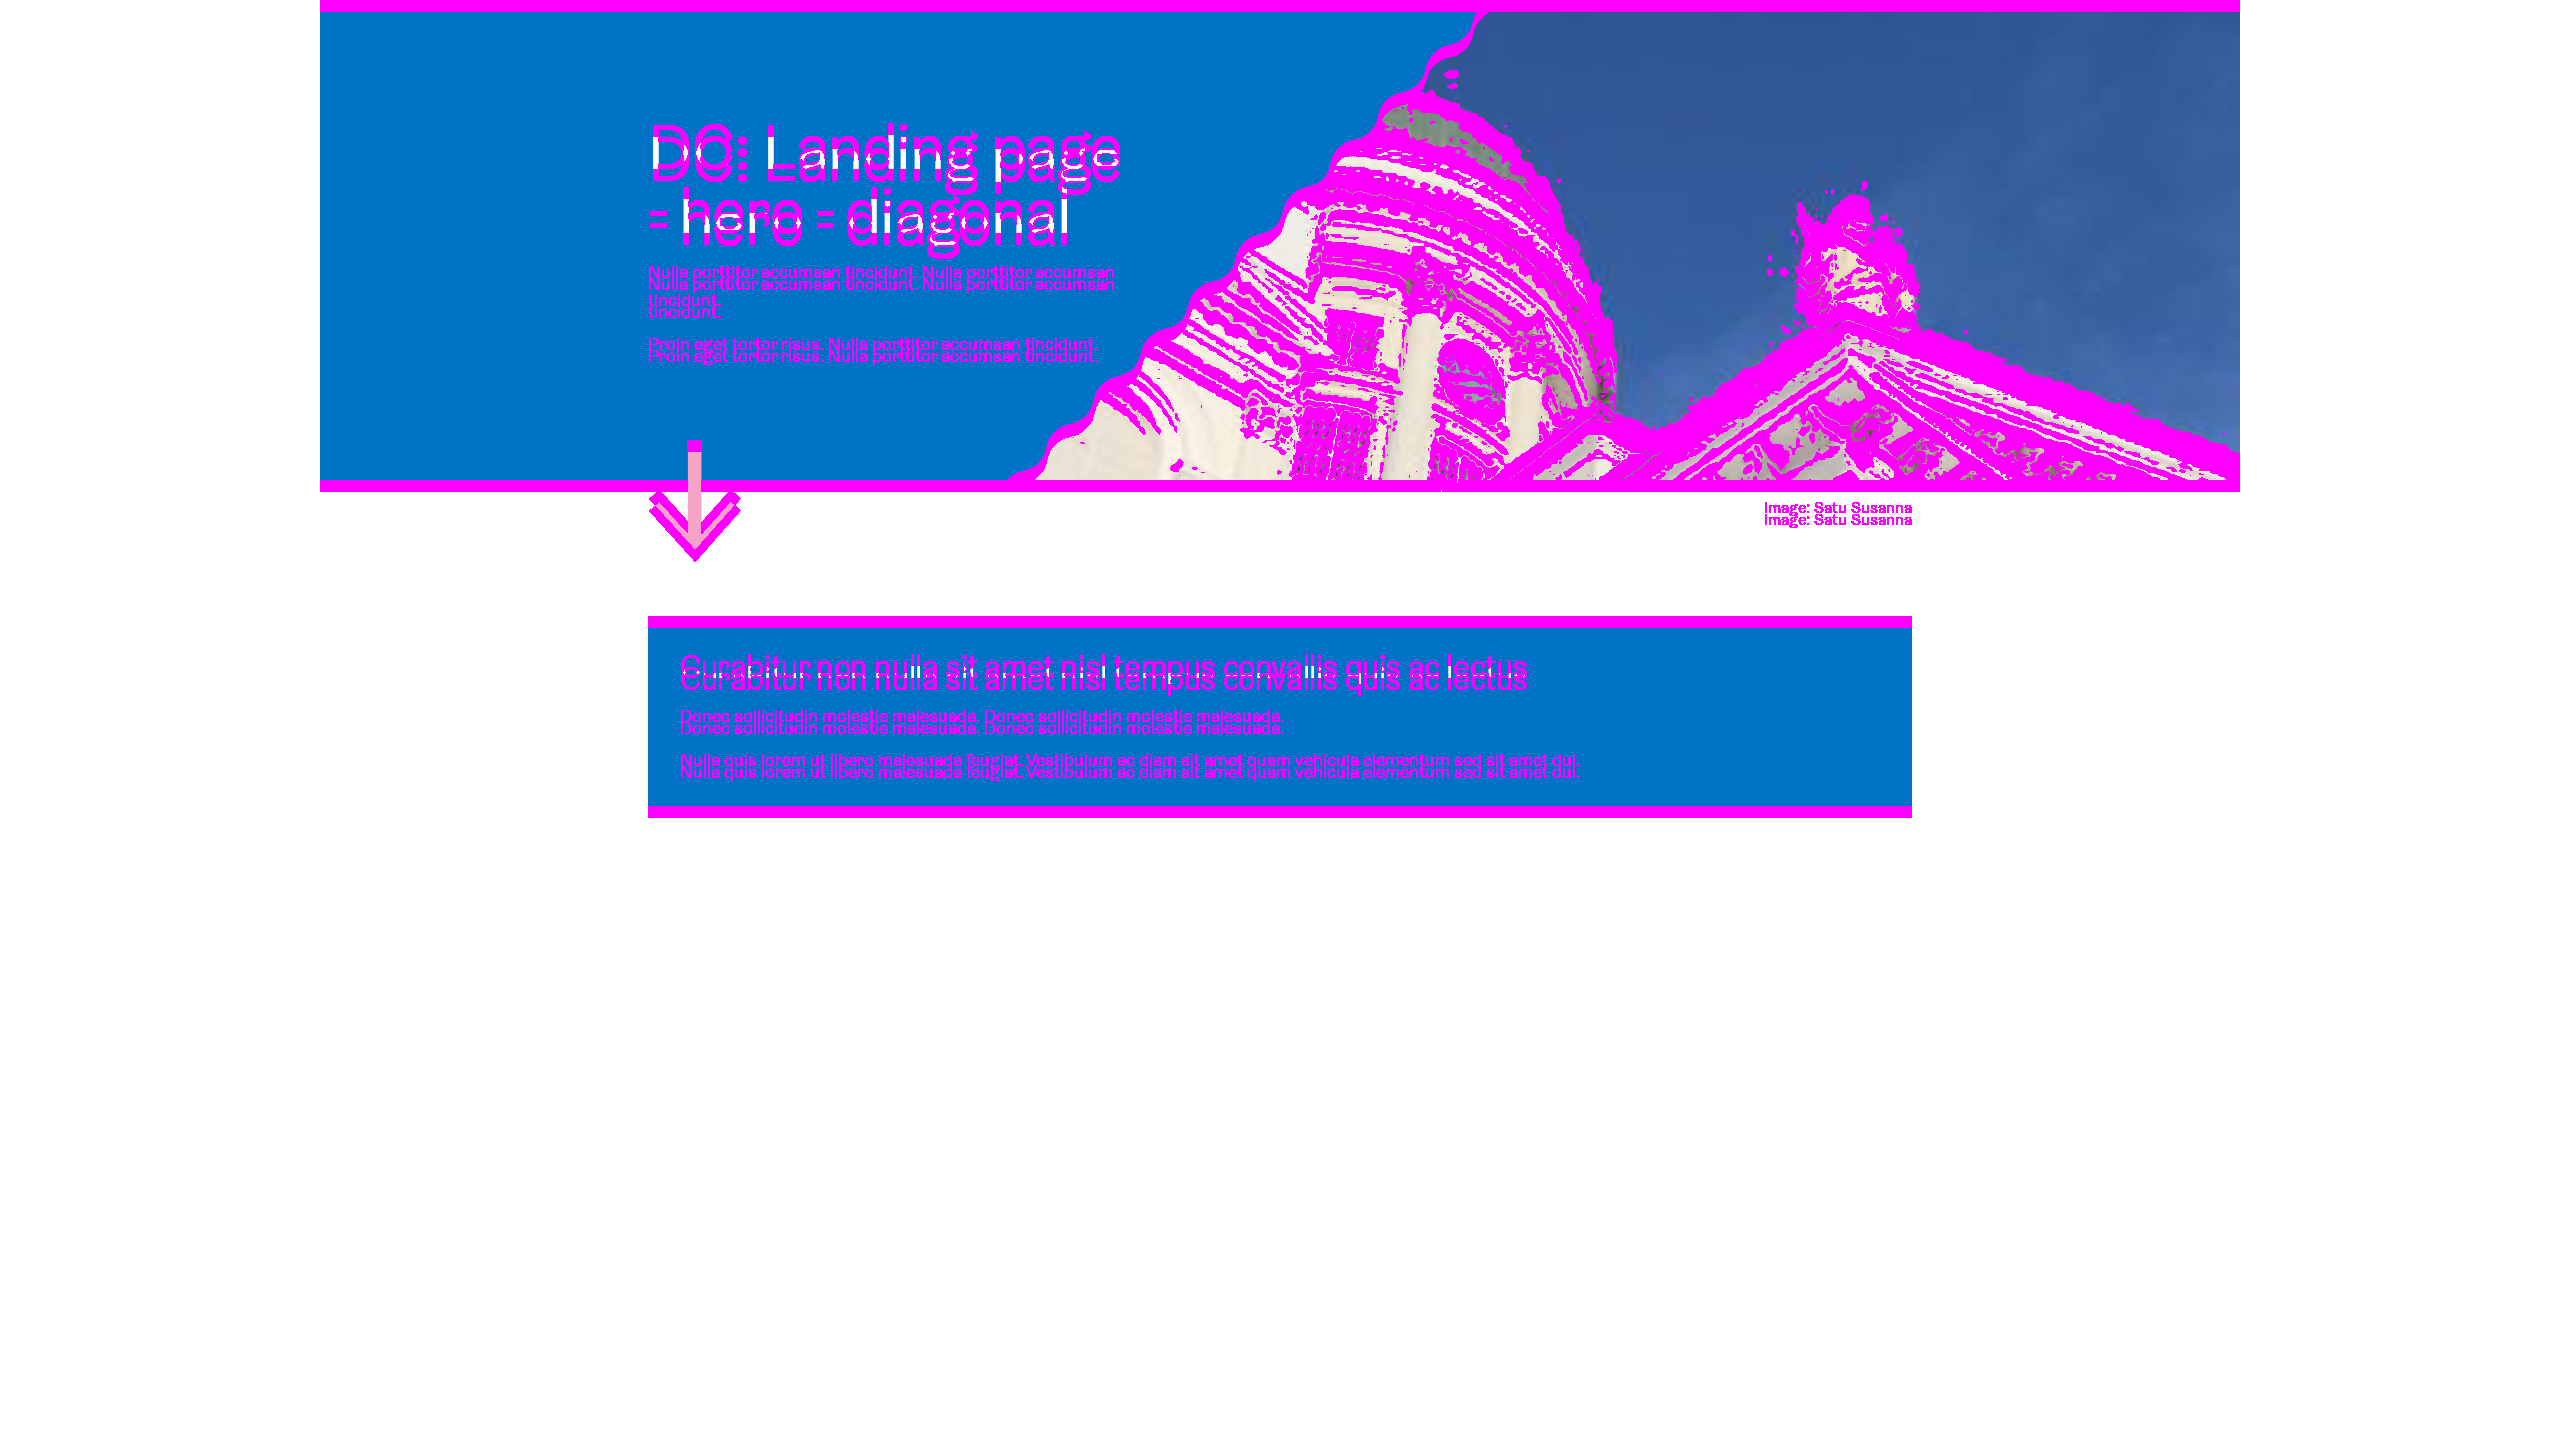 DO: Landing page
- hero - diagonal
Nulla porttitor accumsan tincidunt. Nulla porttitor accumsan
tincidunt.
Proin eget tortor risus. Nulla porttitor accumsan tincidunt.
Image: Satu Susanna
Curabitur non nulla sit amet nisl tempus convallis quis ac lectus
Donec sollicitudin molestie malesuada. Donec sollicitudin molestie malesuada.
Nulla quis lorem ut libero malesuada feugiat. Vestibulum ac diam sit amet quam vehicula elementum sed sit amet dui.